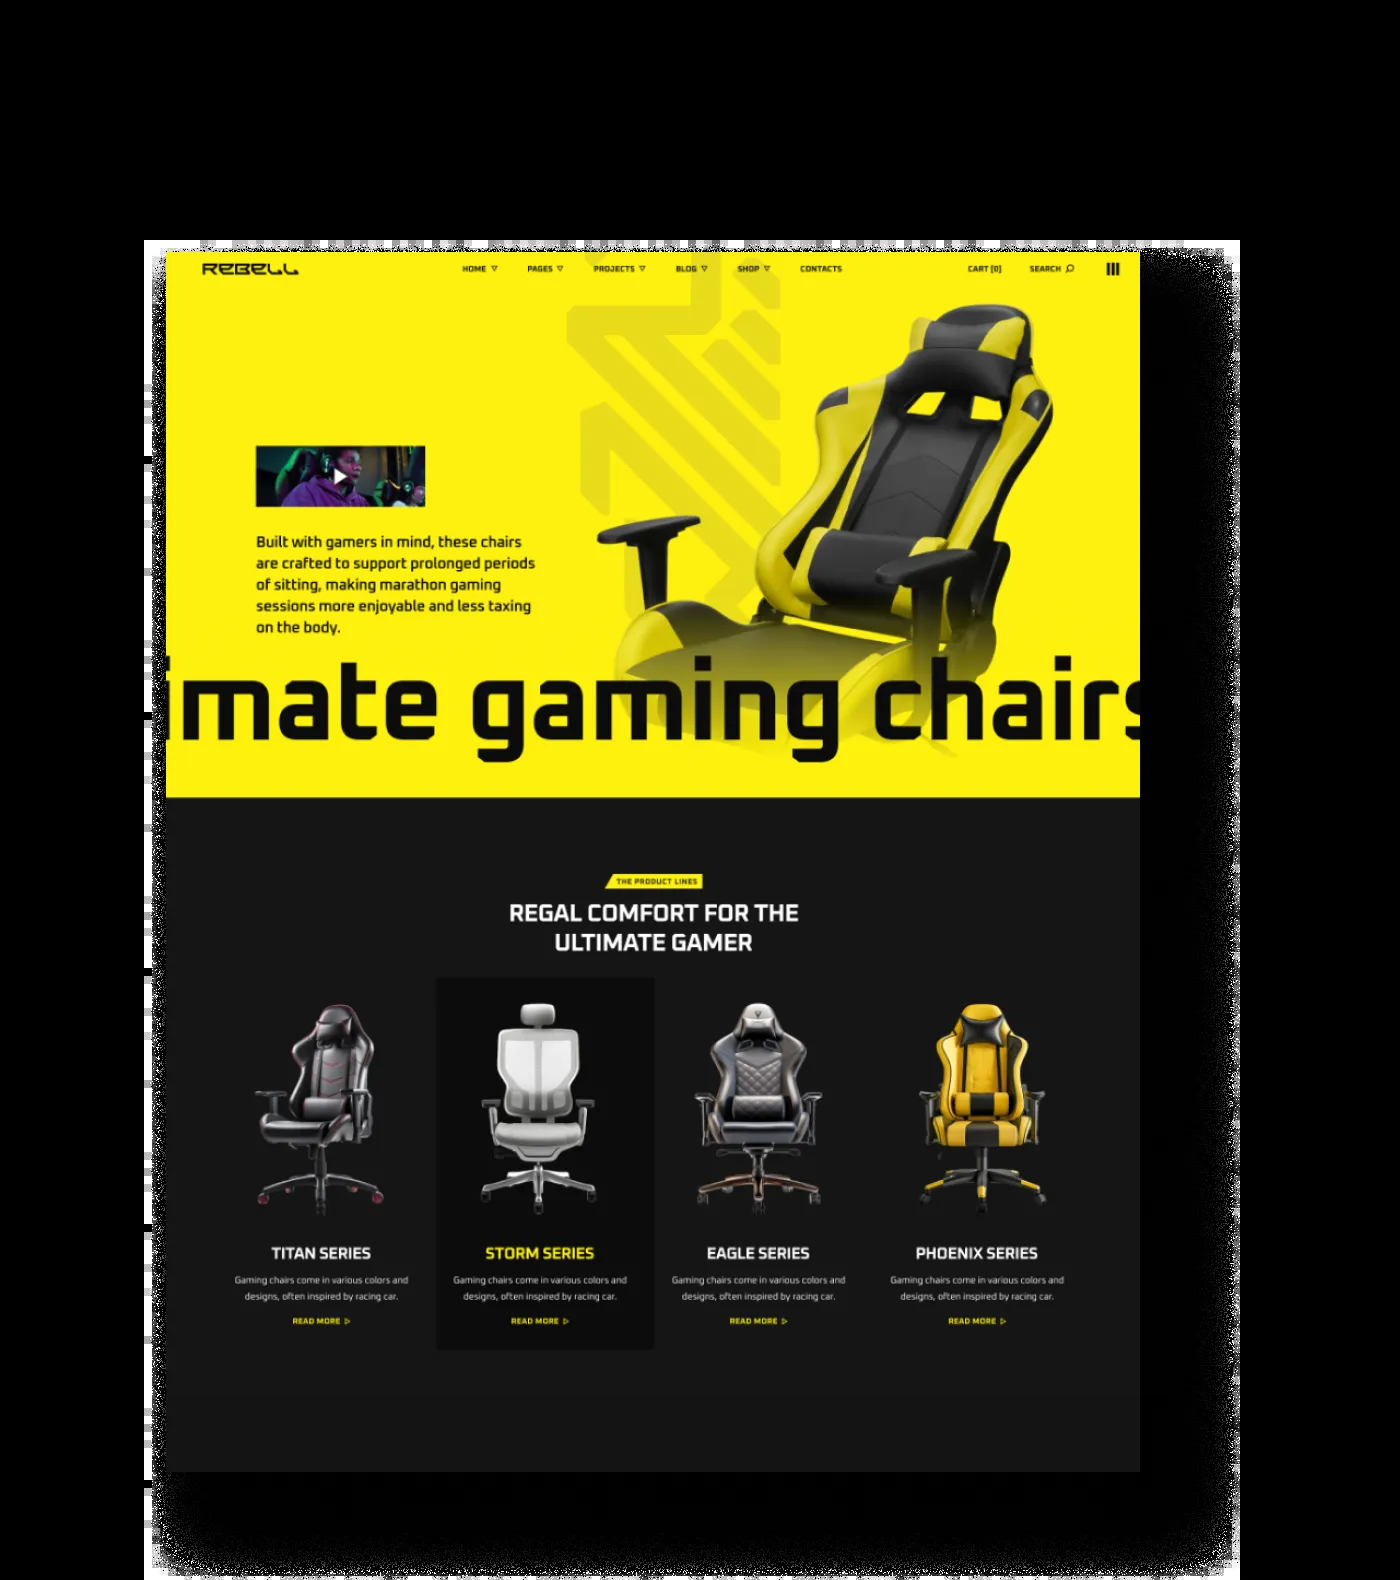 REBELL
HOME
PAGES
PROJECTS
BLOG
SHOP
CONTACTS
CART [0]
SEARCH
Built with gamers in mind, these chairs
are crafted to support prolonged periods
of sitting, making marathon gaming
sessions more enjoyable and less taxing
on the body.
imate gaming chairs
THE PRODUCT LINES
REGAL COMFORT FOR THE
ULTIMATE GAMER
TITAN SERIES
Gaming chairs come in various colors and
designs, often inspired by racing car.
READ MORE
STORM SERIES
Gaming chairs come in various colors and
designs, often inspired by racing car.
READ MORE
EAGLE SERIES
Gaming chairs come in various colors and
designs, often inspired by racing car.
READ MORE
PHOENIX SERIES
Gaming chairs come in various colors and
designs, often inspired by racing car.
READ MORE